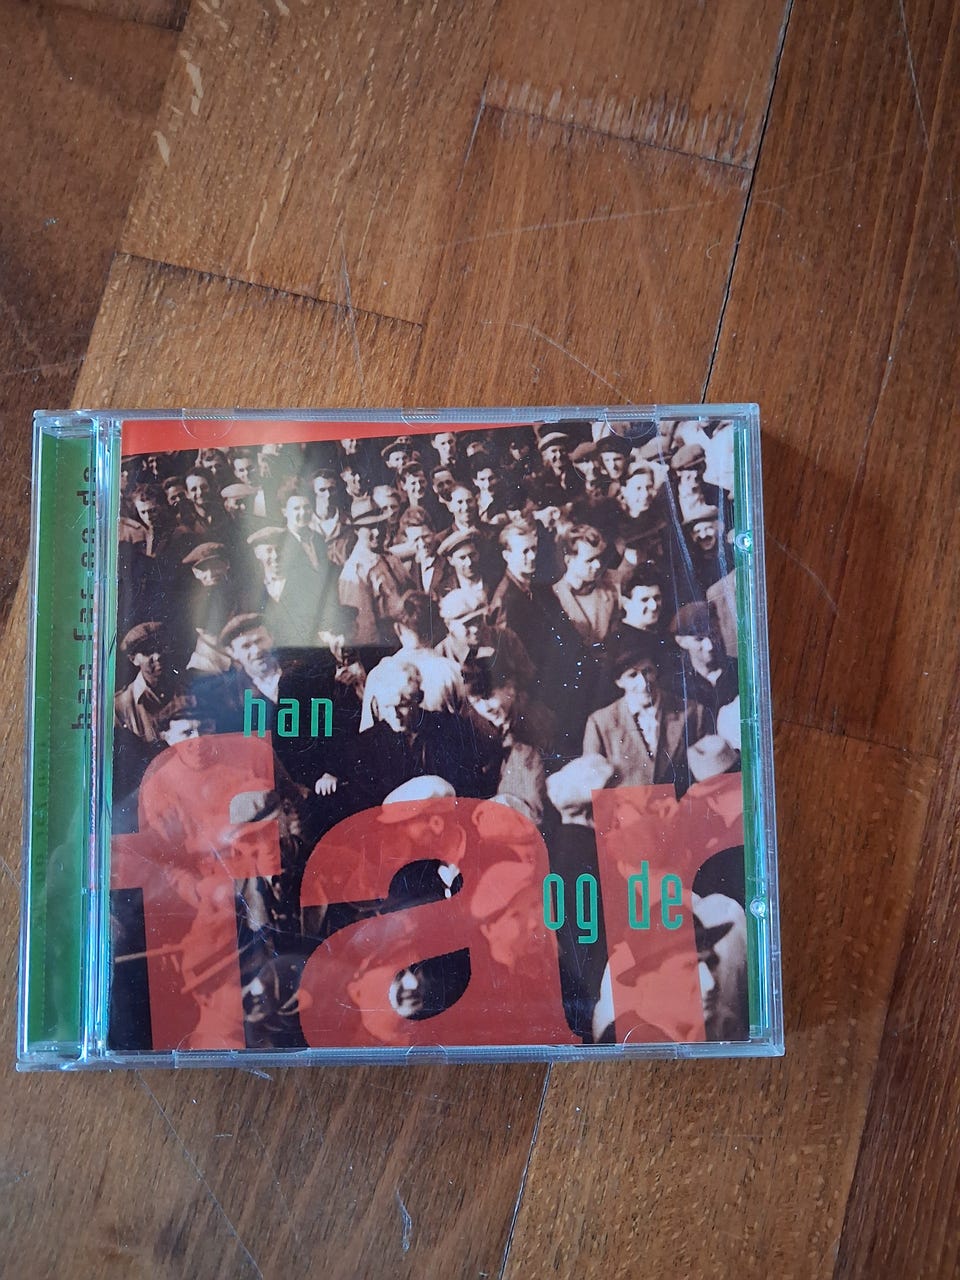 han
far
og de
han far og de